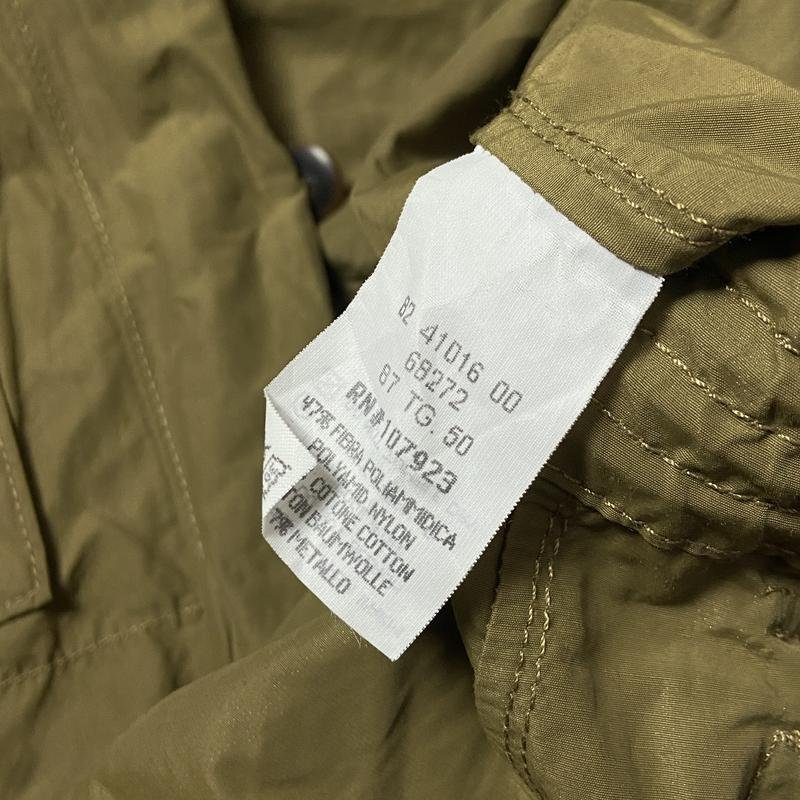 82 41016 00
68272
87 TG. 50
RN#107923
47% FIBRA POLIAMMIDICA
POLYAMID NYLON
COTONE COTTON
TON BAUMWOLLE
7% METALLO